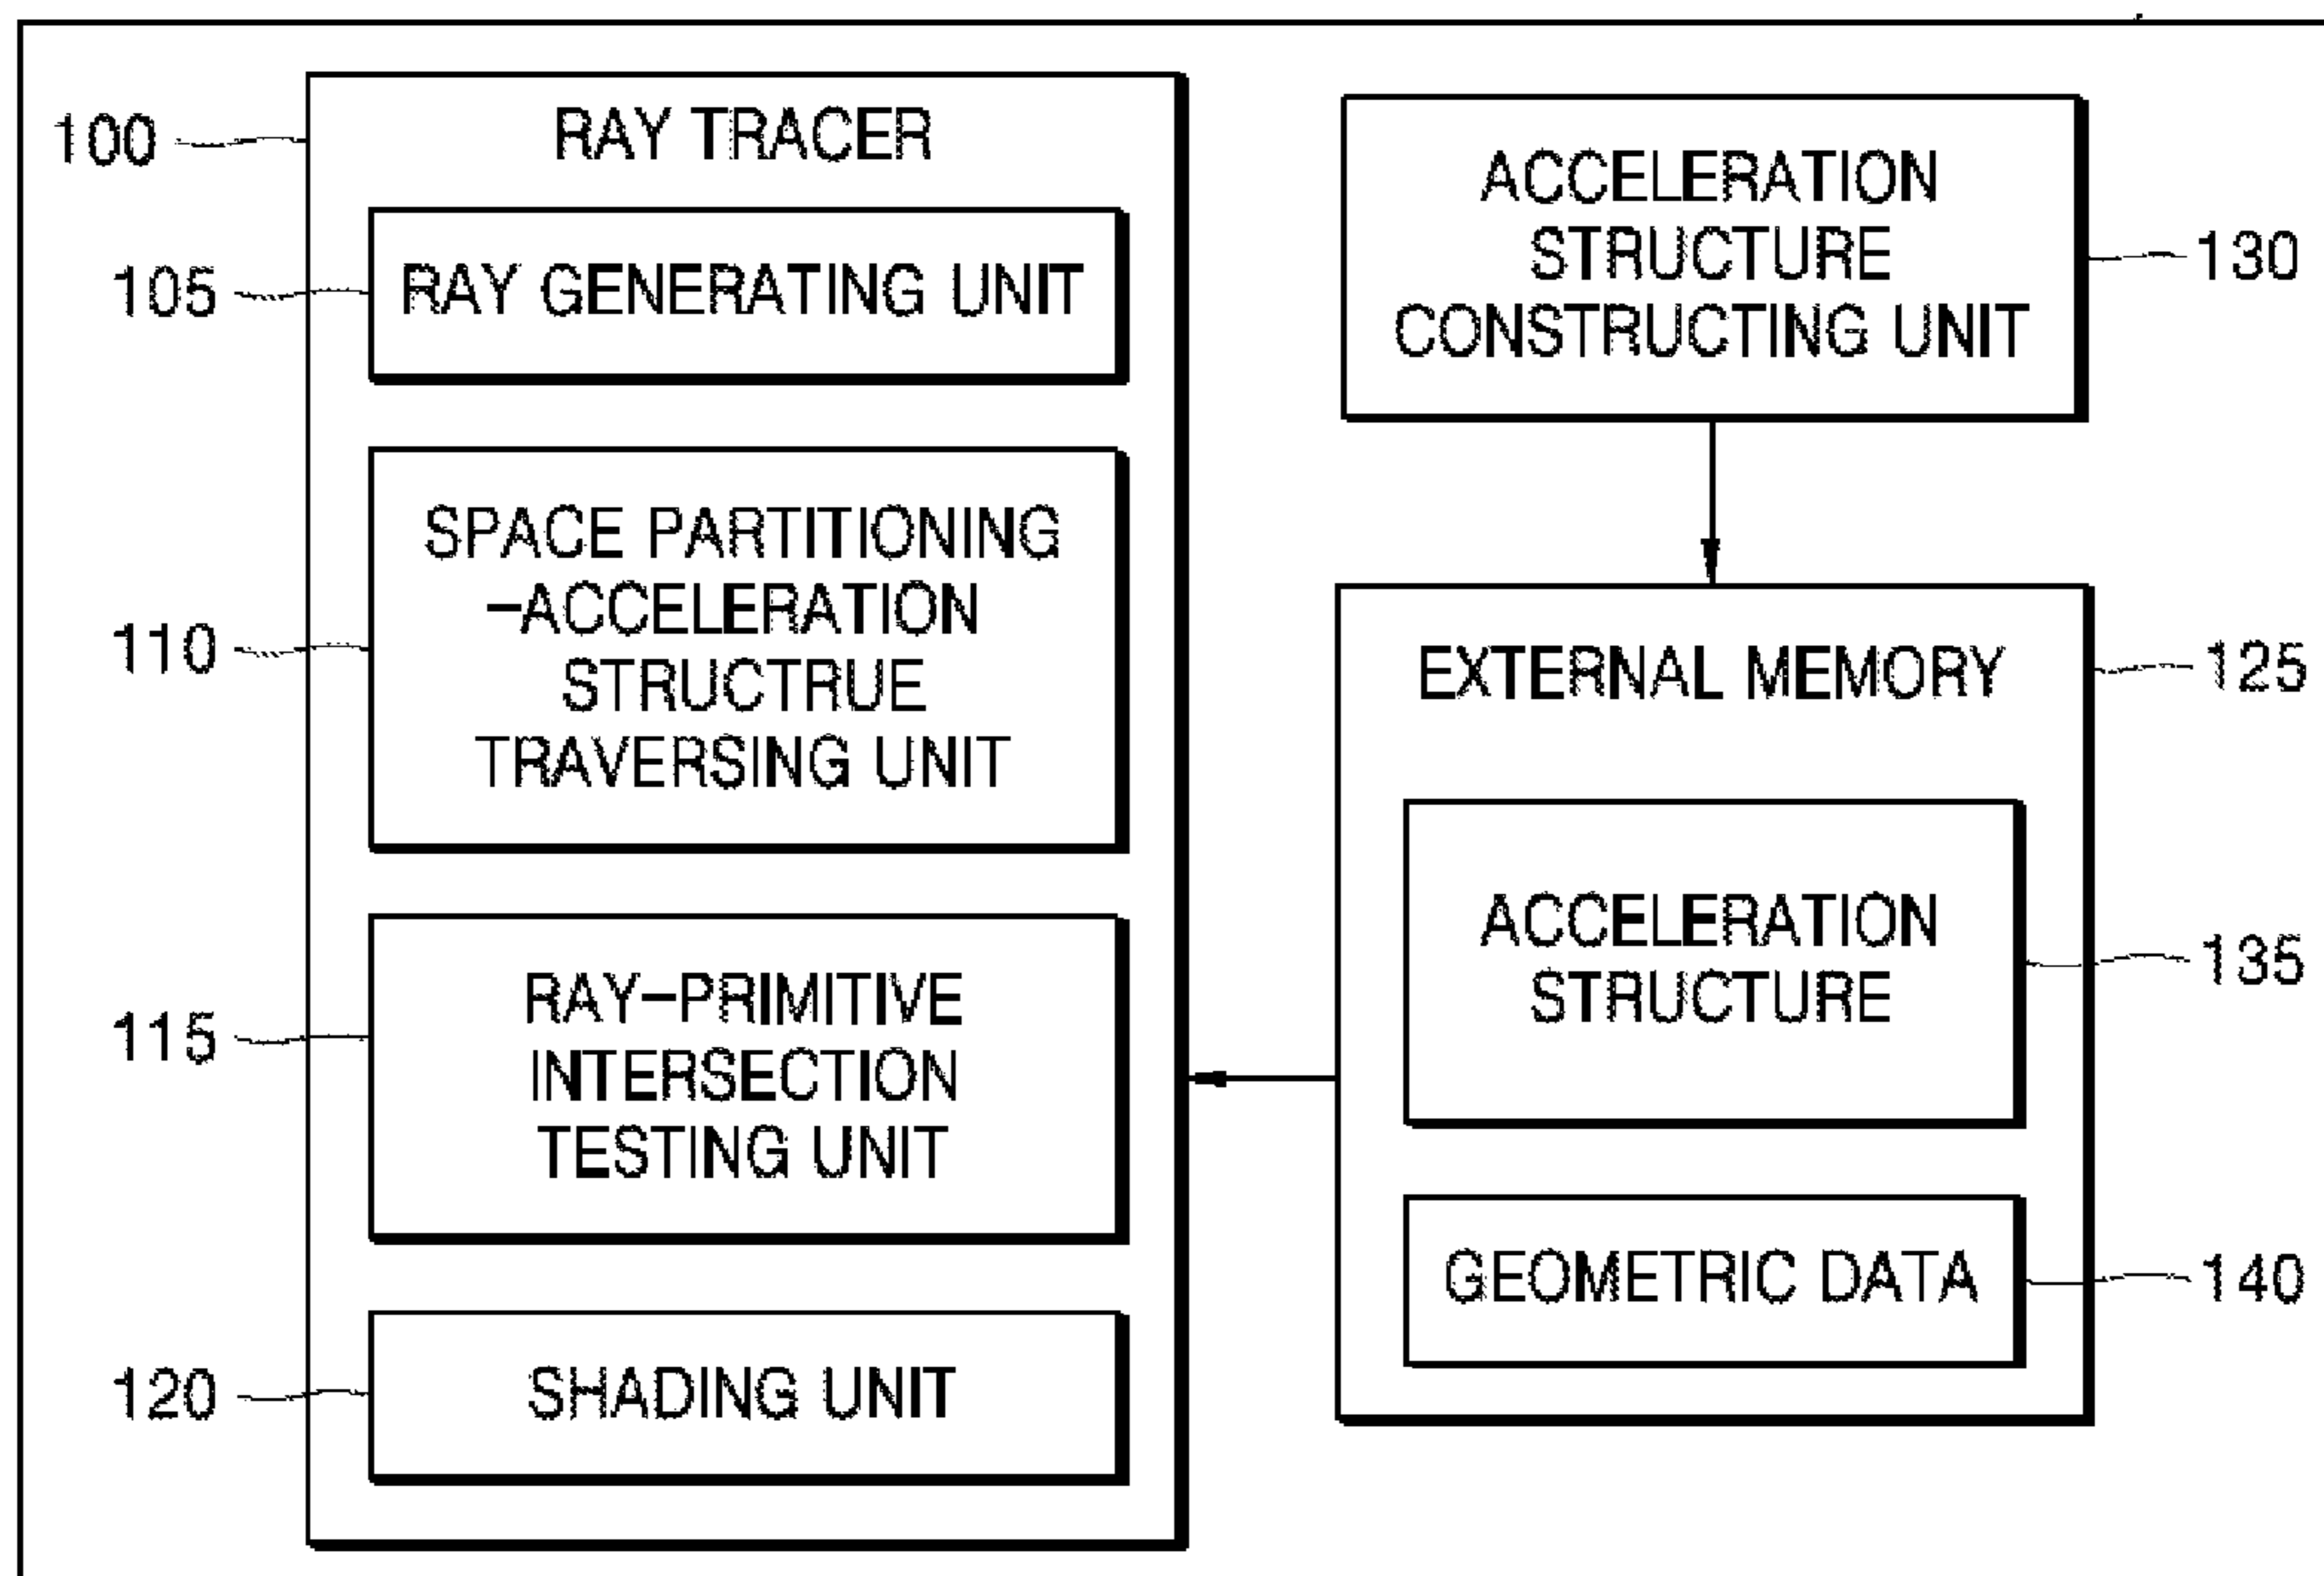 100
RAY TRACER
105
RAY GENERATING UNIT
110
SPACE PARTITIONING
-ACCELERATION
STRUCTRUE
TRAVERSING UNIT
115
RAY-PRIMITIVE
INTERSECTION
TESTING UNIT
120
SHADING UNIT
ACCELERATION
STRUCTURE
CONSTRUCTING UNIT
130
EXTERNAL MEMORY
125
ACCELERATION
STRUCTURE
135
GEOMETRIC DATA
140